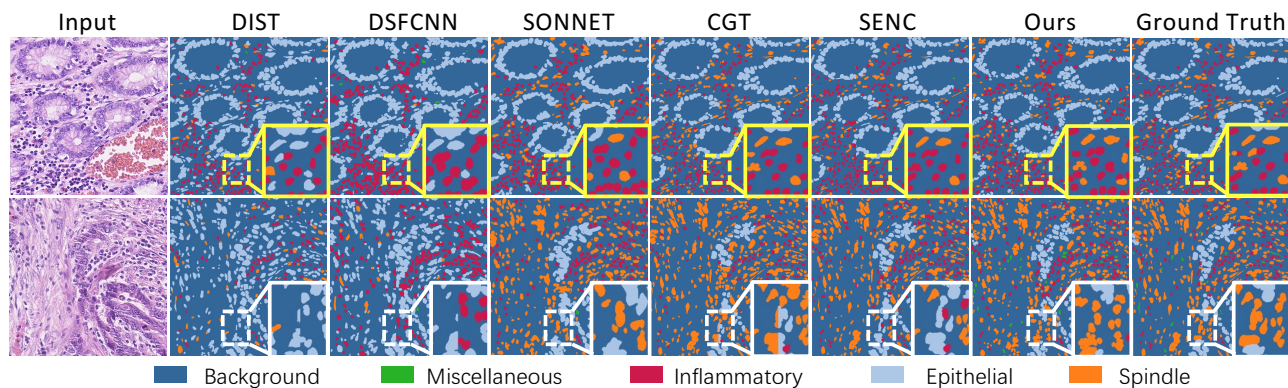 Input DIST DSFCNN SONNET CGT SENC Ours Ground Truth
Background Miscellaneous Inflammatory Epithelial Spindle